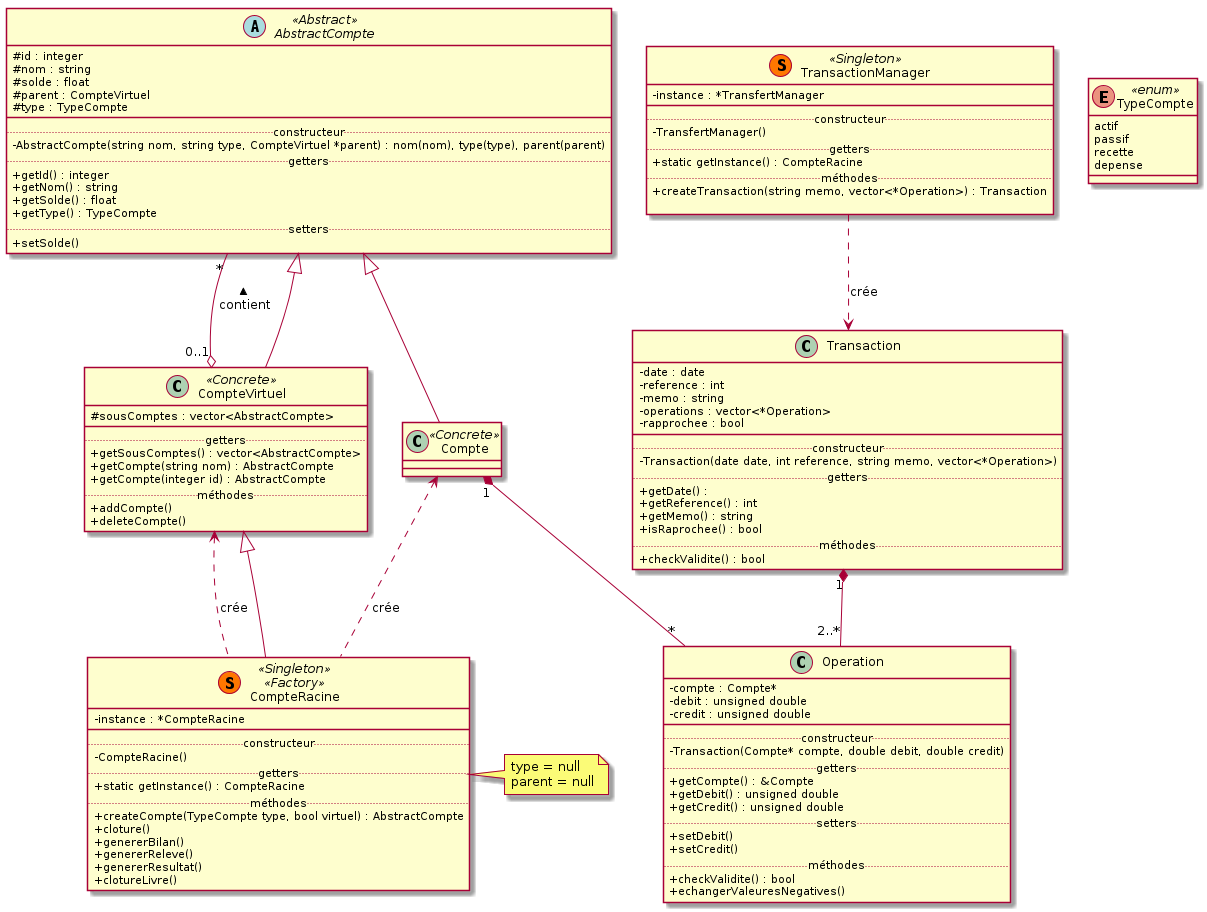 A
«Abstract»
AbstractCompte
#id : integer
#nom : string
#solde : float
#parent : CompteVirtuel
#type : TypeCompte
constructeur
-AbstractCompte(string nom, string type, CompteVirtuel *parent) : nom(nom), type(type), parent(parent)
getters
+getId() : integer
+getNom() : string
+getSolde() : float
+getType() : TypeCompte
setters
+setSolde()
S
«Singleton»
TransactionManager
-instance : *TransfertManager
constructeur
-TransfertManager()
getters
+static getInstance() : CompteRacine
méthodes
+createTransaction(string memo, vector<*Operation>) : Transaction
E
«enum»
TypeCompte
actif
passif
recette
depense
*
▲
contient
0..1
crée
C
«Concrete»
CompteVirtuel
#sousComptes : vector<AbstractCompte>
getters
+getSousComptes() : vector<AbstractCompte>
+getCompte(string nom) : AbstractCompte
+getCompte(integer id) : AbstractCompte
méthodes
+addCompte()
+deleteCompte()
C
«Concrete»
Compte
1
C
Transaction
-date : date
-reference : int
-memo : string
-operations : vector<*Operation>
-rapprochee : bool
constructeur
-Transaction(date date, int reference, string memo, vector<*Operation>)
getters
+getDate() :
+getReference() : int
+getMemo() : string
+isRaprochee() : bool
méthodes
+checkValidite() : bool
crée
crée
*
1
2..*
S
«Singleton»
«Factory»
CompteRacine
-instance : *CompteRacine
constructeur
-CompteRacine()
getters
+static getInstance() : CompteRacine
méthodes
+createCompte(TypeCompte type, bool virtuel) : AbstractCompte
+cloture()
+genererBilan()
+genererReleve()
+genererResultat()
+clotureLivre()
type = null
parent = null
C
Operation
-compte : Compte*
-debit : unsigned double
-credit : unsigned double
constructeur
-Transaction(Compte* compte, double debit, double credit)
getters
+getCompte() : &Compte
+getDebit() : unsigned double
+getCredit() : unsigned double
setters
+setDebit()
+setCredit()
méthodes
+checkValidite() : bool
+echangerValeuresNegatives()